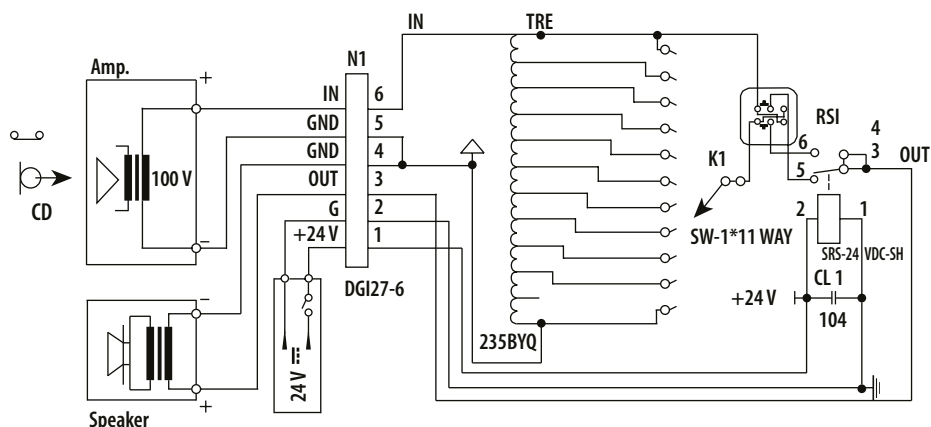 IN
TRE
N1
Amp.
+
IN
6
GND
5
GND
4
OUT
3
G
2
+24 V
1
DGI27-6
100 V
CD
–
RSI
6
4
3
OUT
5
K1
SW-1*11 WAY
2
1
SRS-24 VDC-SH
CL 1
+24 V
104
235BYQ
24 V
–
Speaker
+